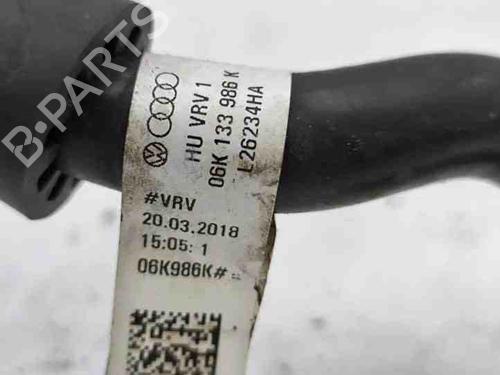 HU VRV 1
06K 133 986 K
L26234HA
#VRV
20.03.2018
15:05: 1
06K986K#
B-PARTS